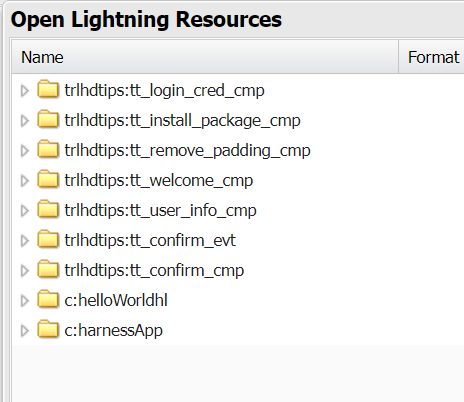 Open Lightning Resources
Name Format
trlhdtips:tt_login_cred_cmp
trlhdtips:tt_install_package_cmp
trlhdtips:tt_remove_padding_cmp
trlhdtips:tt_welcome_cmp
trlhdtips:tt_user_info_cmp
trlhdtips:tt_confirm_evt
trlhdtips:tt_confirm_cmp
c:helloWorldhl
c:harnessApp